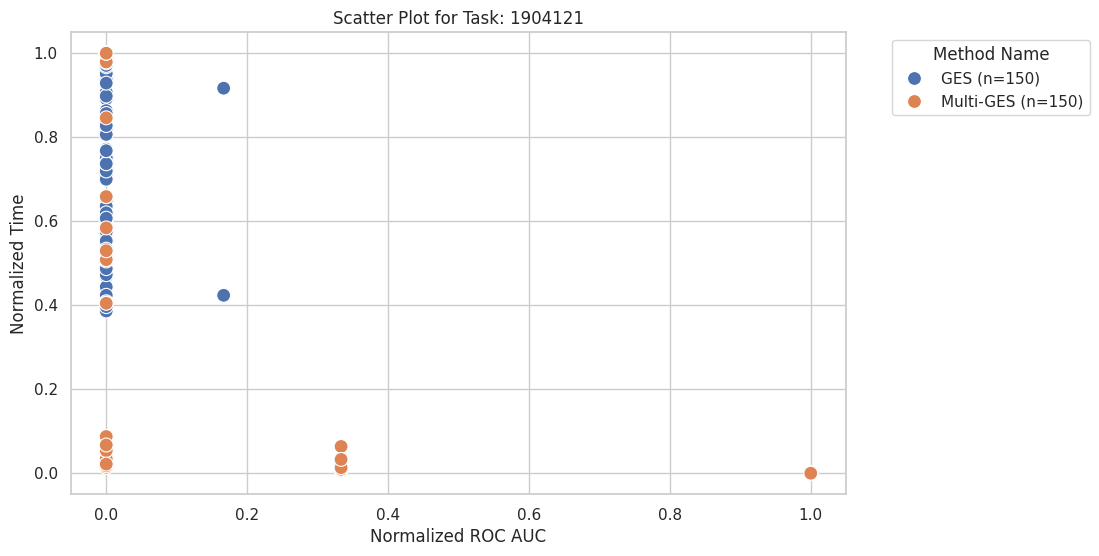 Scatter Plot for Task: 1904121
Method Name
GES (n=150)
Multi-GES (n=150)
Normalized Time
1.0
0.8
0.6
0.4
0.2
0.0
0.0 0.2 0.4 0.6 0.8 1.0
Normalized ROC AUC